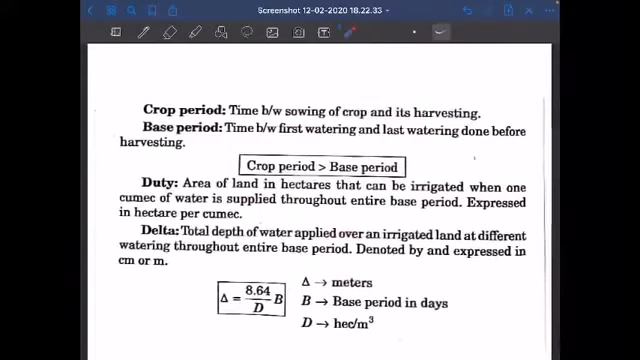 Screenshot 12-02-2020 18.22.33
Crop period: Time b/w sowing of crop and its harvesting.
Base period: Time b/w first watering and last watering done before
harvesting.
Crop period > Base period
Duty: Area of land in hectares that can be irrigated when one
cumec of water is supplied throughout entire base period. Expressed
in hectare per cumec.
Delta: Total depth of water applied over an irrigated land at different
watering throughout entire base period. Denoted by and expressed in
cm or m.
Δ = 8.64/D B
Δ → meters
B → Base period in days
D → hec/m³